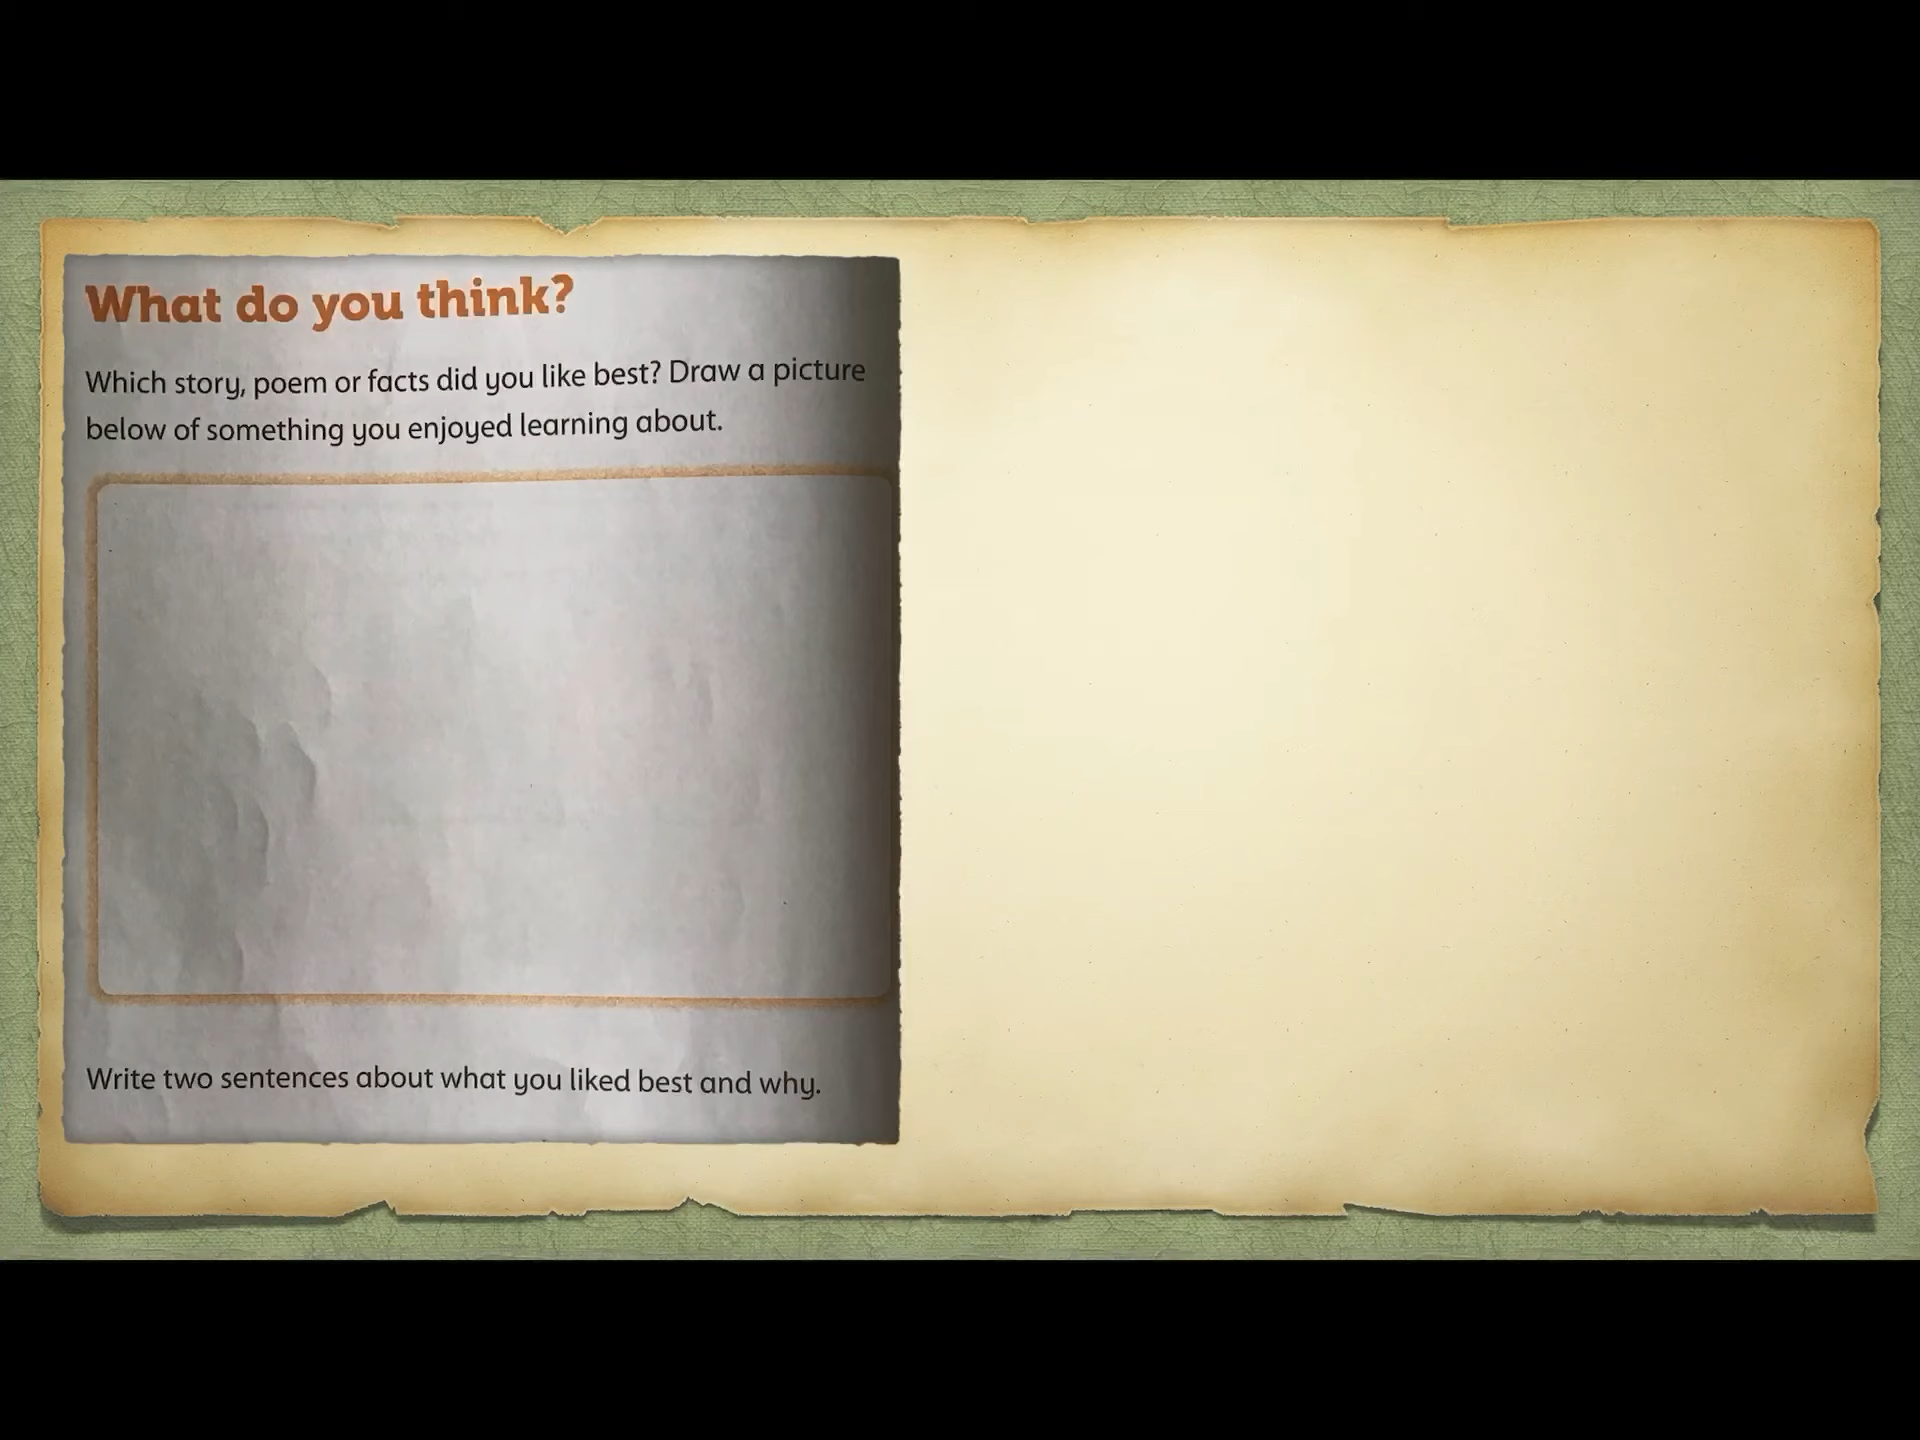 What do you think?
Which story, poem or facts did you like best? Draw a picture
below of something you enjoyed learning about.
Write two sentences about what you liked best and why.